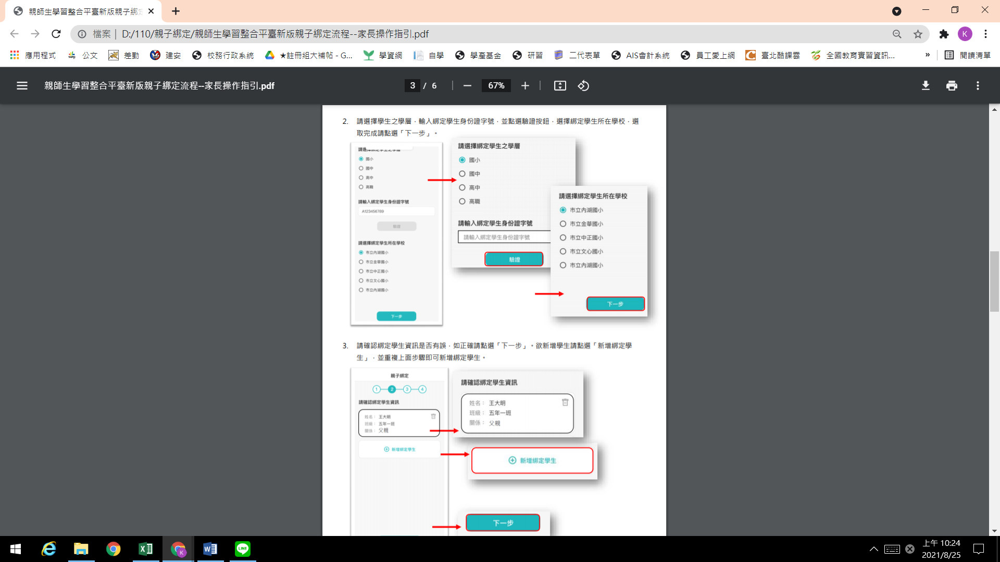 親師生學習整合平臺新版親子綁定
檔案 | D:/110/親子綁定/親師生學習整合平臺新版親子綁定流程--家長操作指引.pdf
K
應用程式 公文 差勤 建安 校務行政系統 ★註冊組大補帖 - G... 學資網 自學 學產基金 研習 二代表單 AIS會計系統 員工愛上網 臺北酷課雲 全國教育實習資訊... » 閱讀清單
親師生學習整合平臺新版親子綁定流程--家長操作指引.pdf 3 / 6 67%
2. 請選擇學生之學層，輸入綁定學生身份證字號，並點選驗證按鈕，選擇綁定學生所在學校，選
取完成請點選「下一步」。
國小
國中
高中
高職
請輸入綁定學生身份證字號
A123456789
驗證
請選擇綁定學生所在學校
市立內湖國小
市立金華國小
市立中正國小
市立文心國小
市立內湖國小
下一步
請選擇綁定學生之學層
國小
國中
高中
高職
請輸入綁定學生身份證字號
請輸入綁定學生身份證字號
驗證
請選擇綁定學生所在學校
市立內湖國小
市立金華國小
市立中正國小
市立文心國小
市立內湖國小
下一步
3. 請確認綁定學生資訊是否有誤，如正確請點選「下一步」。欲新增學生請點選「新增綁定學
生」，並重複上面步驟即可新增綁定學生。
親子綁定
1 2 3 4
請確認綁定學生資訊
姓名： 王大明
班級： 五年一班
關係： 父親
新增綁定學生
請確認綁定學生資訊
姓名： 王大明
班級： 五年一班
關係： 父親
新增綁定學生
下一步
K
LINE
上午 10:24
2021/8/25